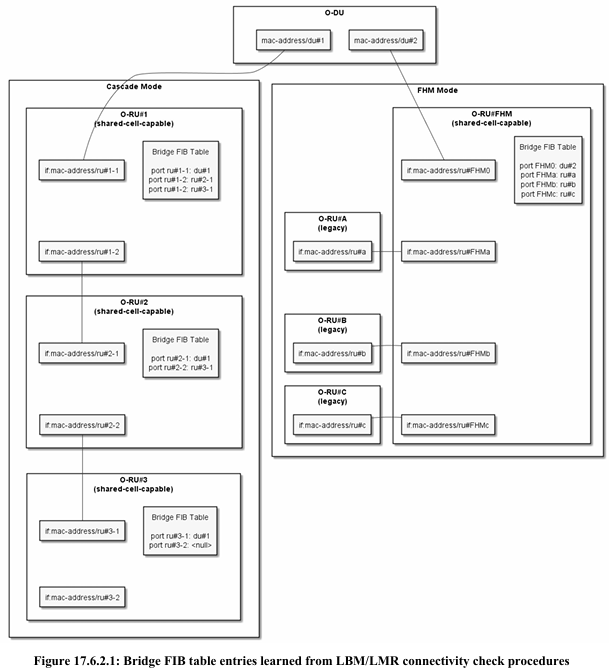 O-DU
mac-address/du#1
mac-address/du#2
Cascade Mode
O-RU#1
(shared-cell-capable)
if:mac-address/ru#1-1
Bridge FIB Table
port ru#1-1: du#1
port ru#1-2: ru#2-1
port ru#1-2: ru#3-1
if:mac-address/ru#1-2
O-RU#2
(shared-cell-capable)
if:mac-address/ru#2-1
Bridge FIB Table
port ru#2-1: du#1
port ru#2-2: ru#3-1
if:mac-address/ru#2-2
O-RU#3
(shared-cell-capable)
if:mac-address/ru#3-1
Bridge FIB Table
port ru#3-1: du#1
port ru#3-2: <null>
if:mac-address/ru#3-2
FHM Mode
O-RU#FHM
(shared-cell-capable)
if:mac-address/ru#FHM0
Bridge FIB Table
port FHM0: du#2
port FHMa: ru#a
port FHMb: ru#b
port FHMc: ru#c
O-RU#A
(legacy)
if:mac-address/ru#a
if:mac-address/ru#FHMa
O-RU#B
(legacy)
if:mac-address/ru#b
if:mac-address/ru#FHMb
O-RU#C
(legacy)
if:mac-address/ru#c
if:mac-address/ru#FHMc
Figure 17.6.2.1: Bridge FIB table entries learned from LBM/LMR connectivity check procedures